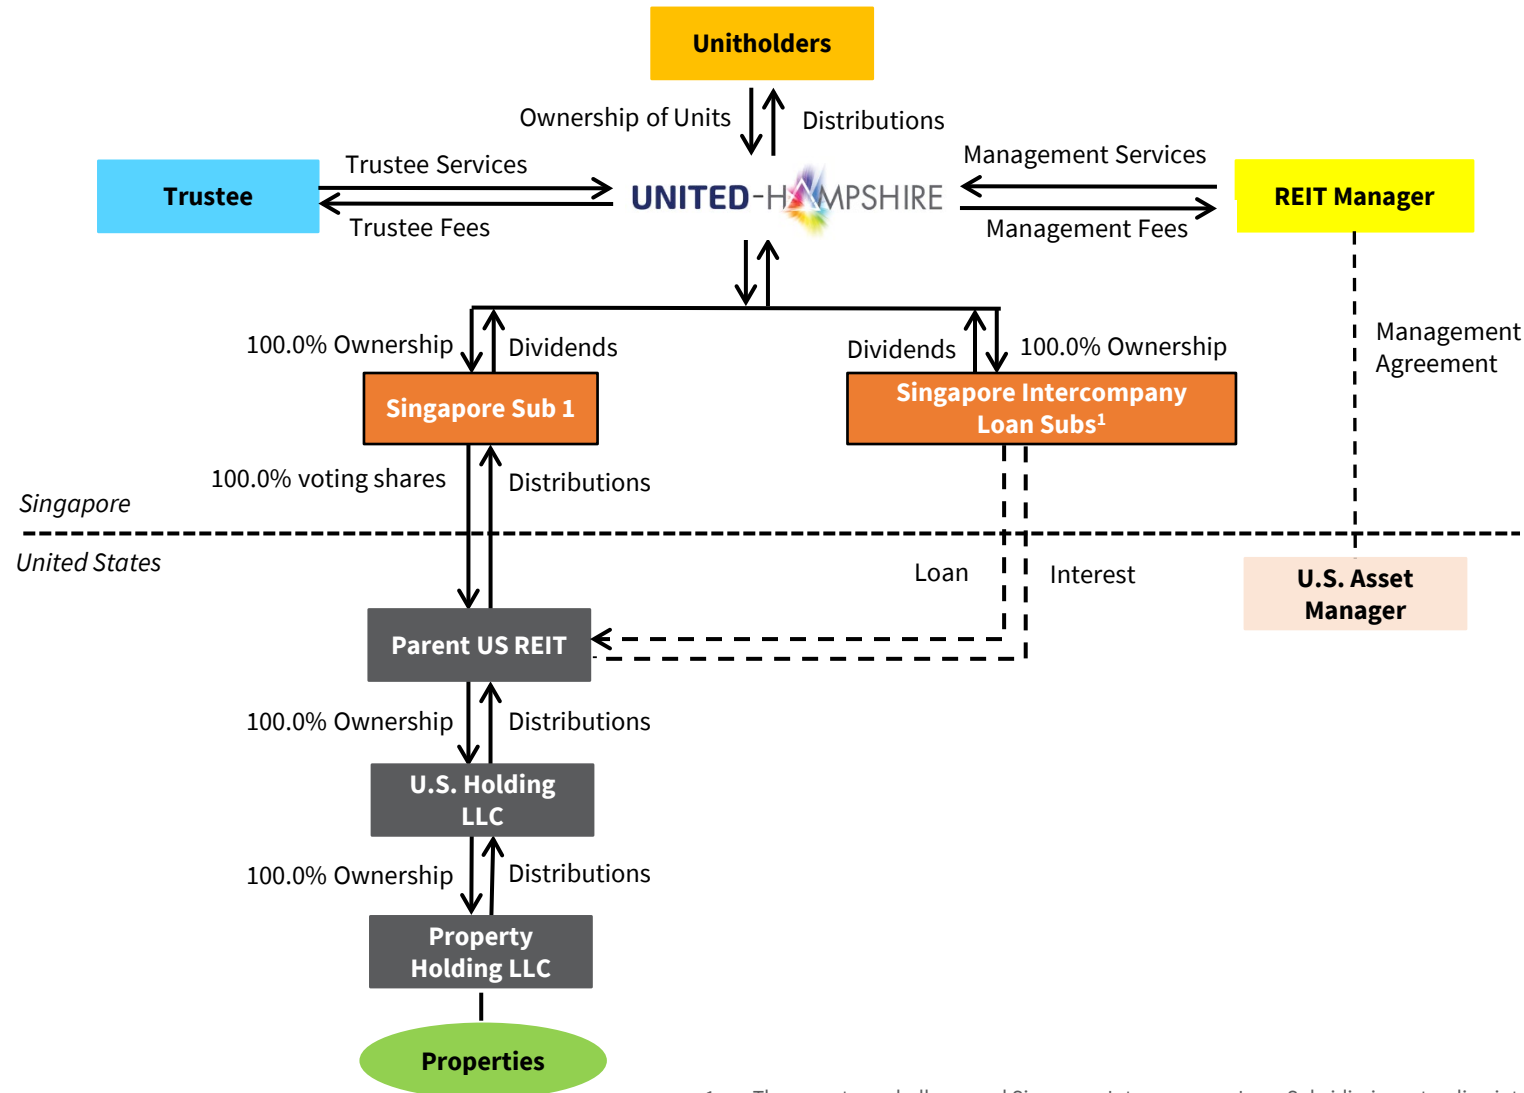 Unitholders
Ownership of Units
Distributions
Trustee Services
Management Services
Trustee
UNITED-HAMPSHIRE
REIT Manager
Trustee Fees
Management Fees
100.0% Ownership
Dividends
Dividends
100.0% Ownership
Management
Agreement
Singapore Sub 1
Singapore Intercompany
Loan Subs1
100.0% voting shares
Distributions
Singapore
United States
Loan
Interest
U.S. Asset
Manager
Parent US REIT
100.0% Ownership
Distributions
U.S. Holding
LLC
100.0% Ownership
Distributions
Property
Holding LLC
Properties